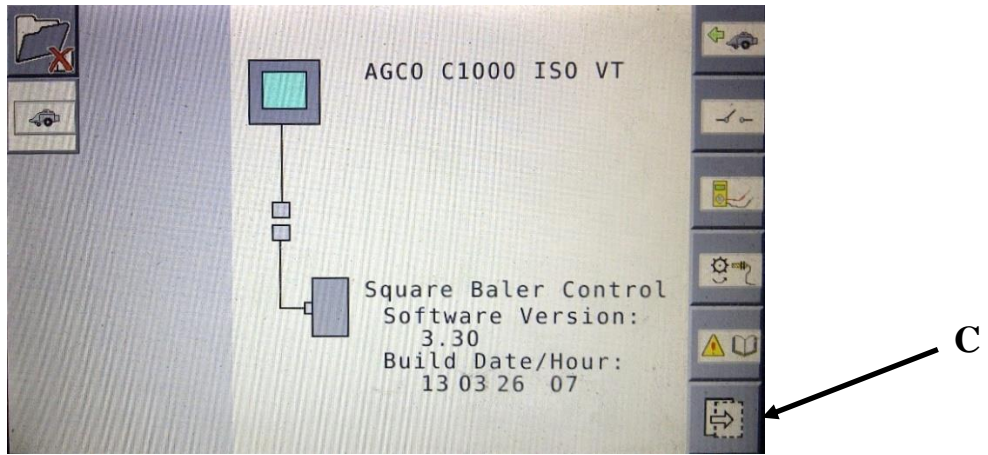 AGCO C1000 ISO VT
Square Baler Control
Software Version:
3.30
Build Date/Hour:
13 03 26 07
C